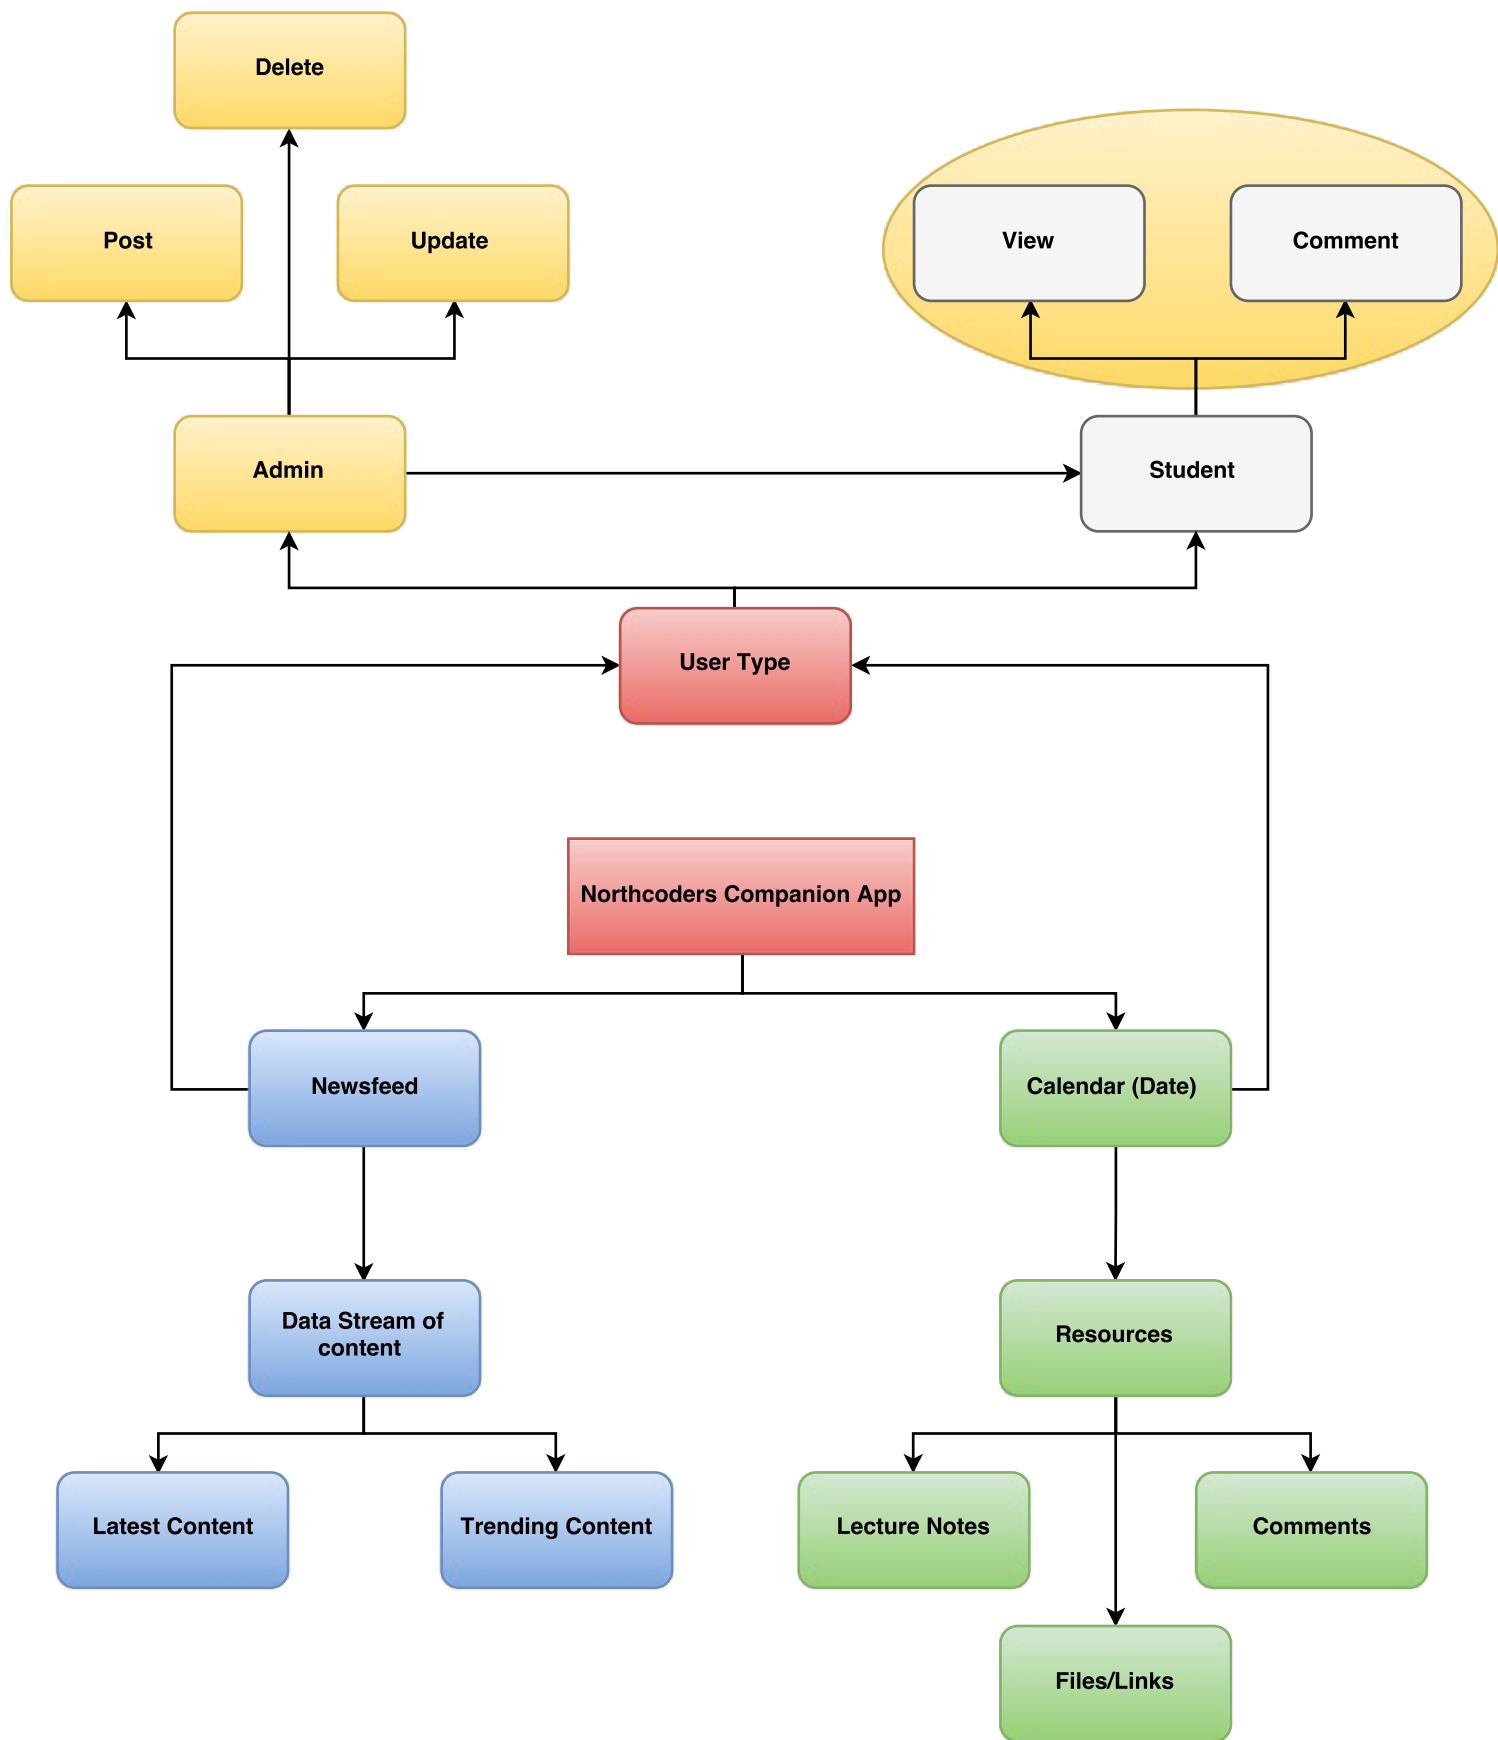 Delete
Post
Update
View
Comment
Admin
Student
User Type
Northcoders Companion App
Newsfeed
Calendar (Date)
Data Stream of
content
Resources
Latest Content
Trending Content
Lecture Notes
Comments
Files/Links